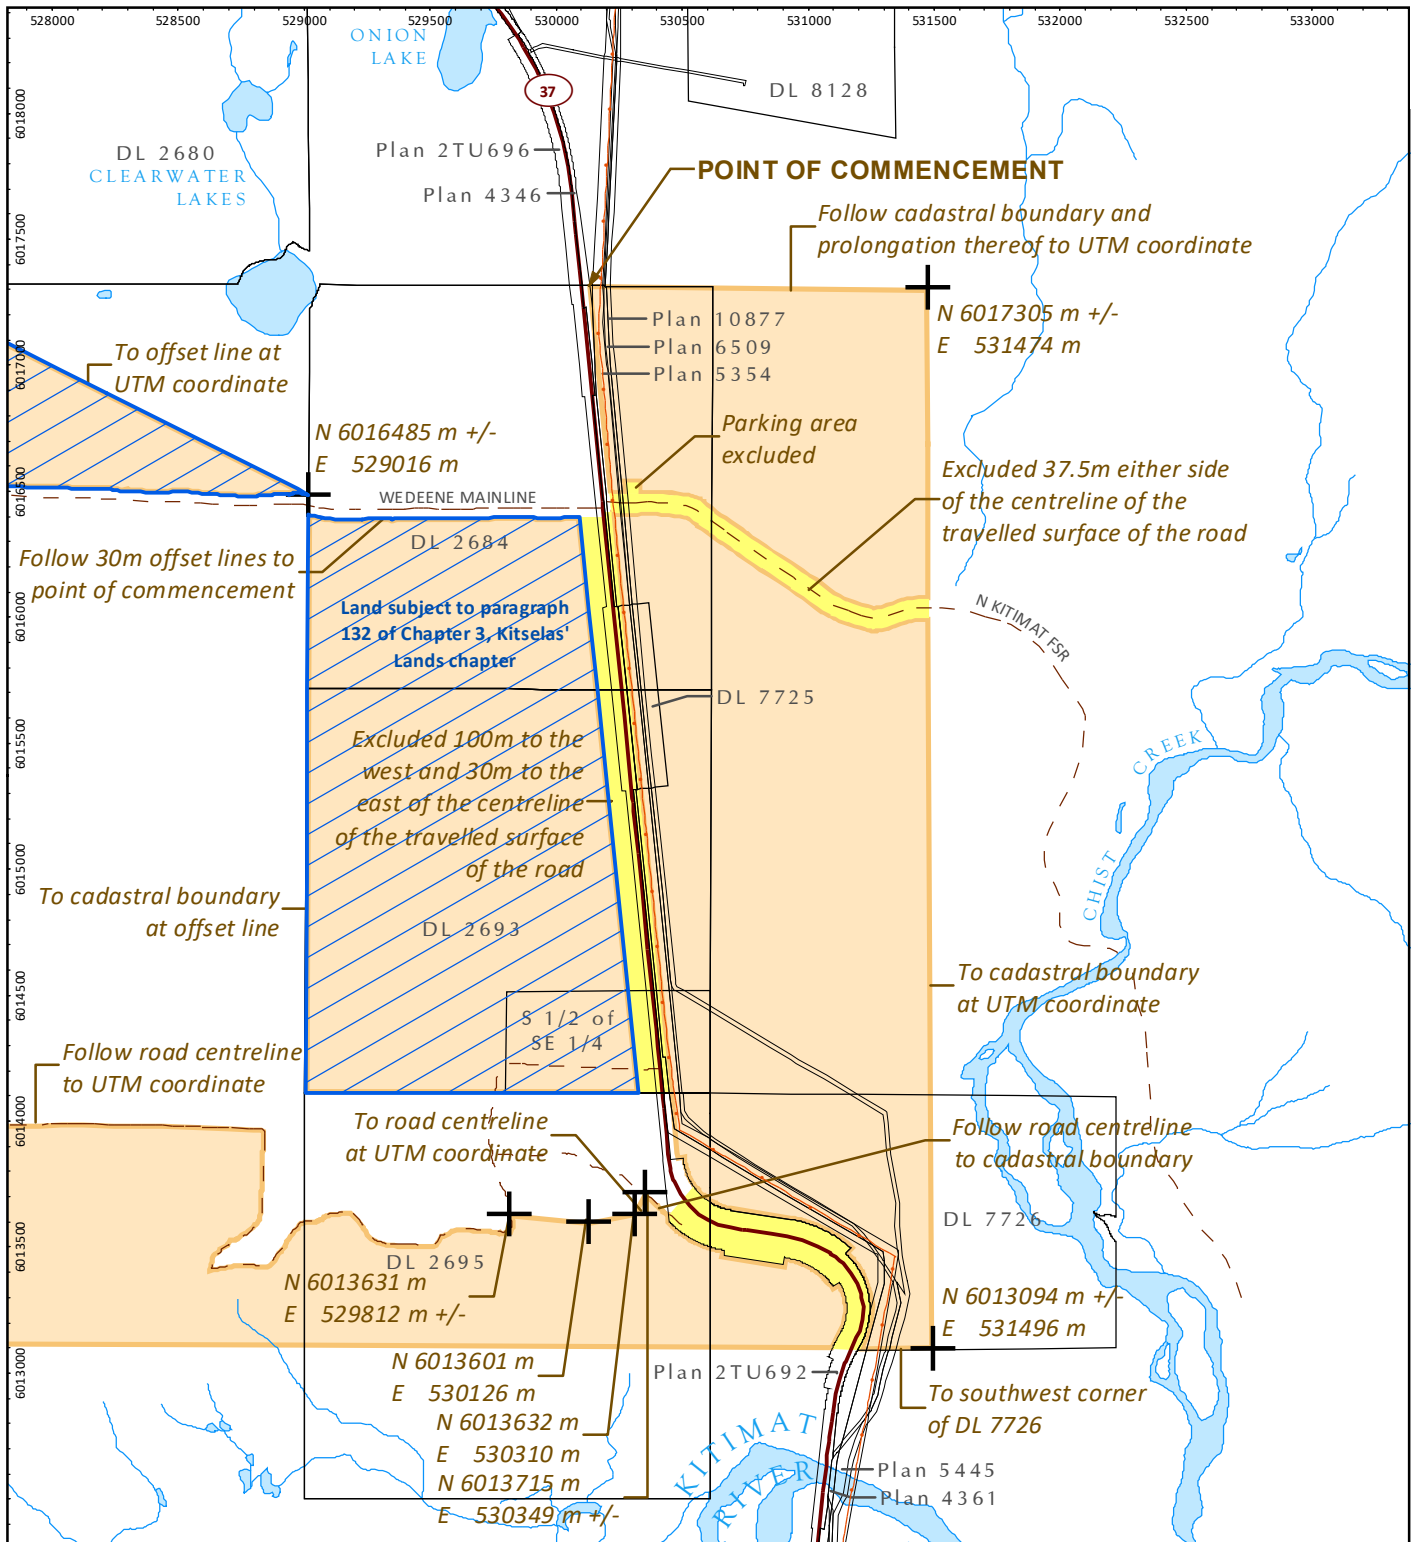 528000
528500
529000
529500
530000
530500
531000
531500
532000
532500
533000
ONION
LAKE
37
DL 8128
6018000
DL 2680
CLEARWATER
LAKES
Plan 2TU696
Plan 4346
POINT OF COMMENCEMENT
Follow cadastral boundary and
prolongation thereof to UTM coordinate
6017500
N 6017305 m +/-
E 531474 m
Plan 10877
Plan 6509
Plan 5354
6017000
To offset line at
UTM coordinate
N 6016485 m +/-
E 529016 m
Parking area
excluded
Excluded 37.5m either side
of the centreline of the
travelled surface of the road
6016500
WEDEENE MAINLINE
DL 2684
Follow 30m offset lines to
point of commencement
6016000
Land subject to paragraph
132 of Chapter 3, Kitselas'
Lands chapter
N KITIMAT FSR
DL 7725
6015500
Excluded 100m to the
west and 30m to the
east of the centreline
of the travelled surface
of the road
CHIST CREEK
6015000
To cadastral boundary
at offset line
DL 2693
To cadastral boundary
at UTM coordinate
6014500
S 1/2 of
SE 1/4
Follow road centreline
to UTM coordinate
6014000
To road centreline
at UTM coordinate
Follow road centreline
to cadastral boundary
DL 7726
6013500
DL 2695
N 6013631 m
E 529812 m +/-
N 6013094 m +/-
E 531496 m
6013000
N 6013601 m
E 530126 m
Plan 2TU692
To southwest corner
of DL 7726
N 6013632 m
E 530310 m
N 6013715 m
E 530349 m +/-
KITIMAT
RIVER
Plan 5445
Plan 4361